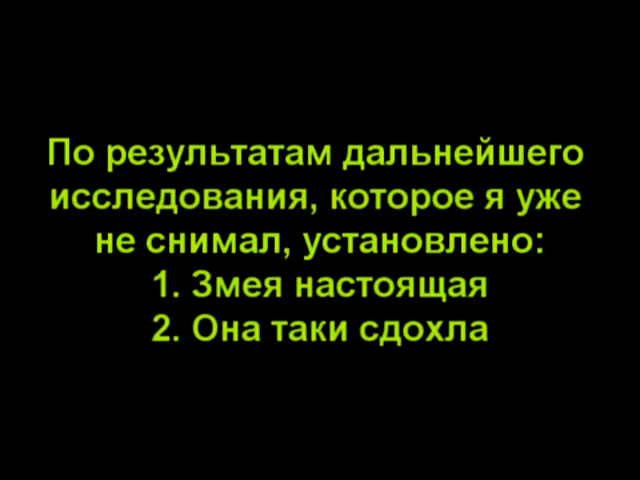 По результатам дальнейшего
исследования, которое я уже
не снимал, установлено:
1. Змея настоящая
2. Она таки сдохла